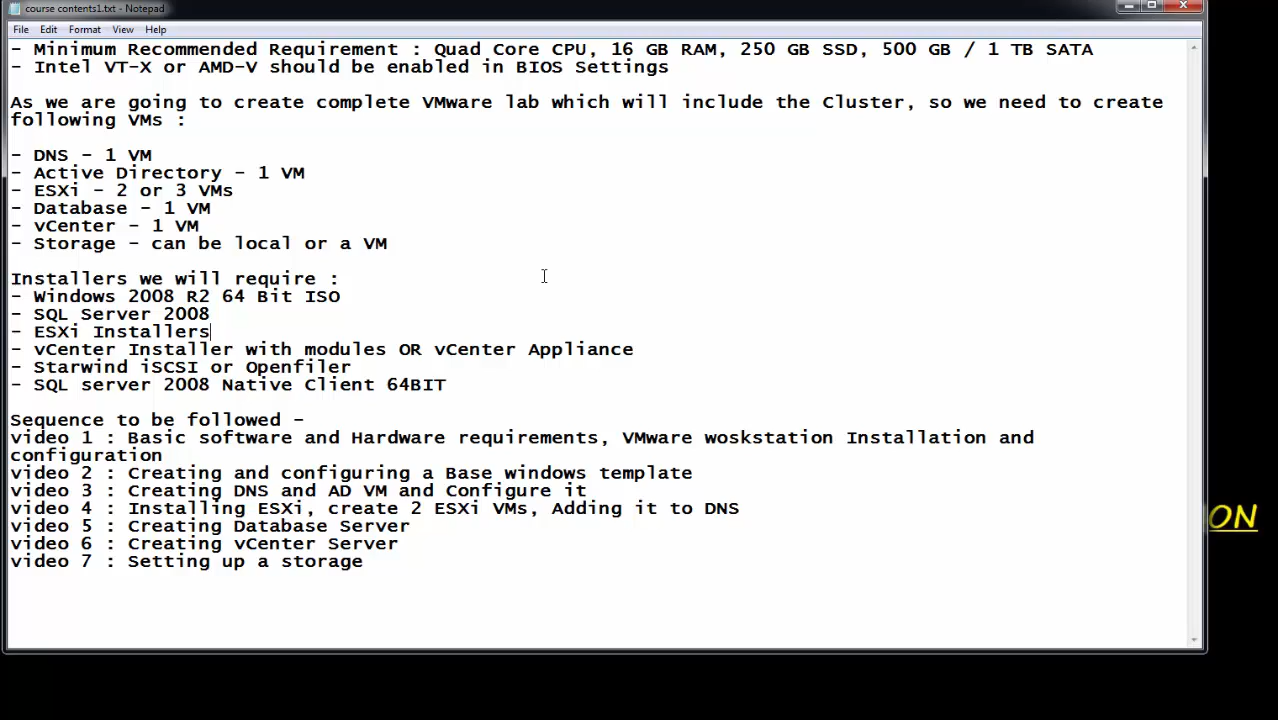 course contents1.txt - Notepad
File Edit Format View Help
- Minimum Recommended Requirement : Quad Core CPU, 16 GB RAM, 250 GB SSD, 500 GB / 1 TB SATA
- Intel VT-X or AMD-V should be enabled in BIOS Settings
As we are going to create complete VMware lab which will include the Cluster, so we need to create
following VMs :
- DNS - 1 VM
- Active Directory - 1 VM
- ESXi - 2 or 3 VMs
- Database - 1 VM
- vCenter - 1 VM
- Storage - can be local or a VM
Installers we will require :
- Windows 2008 R2 64 Bit ISO
- SQL Server 2008
- ESXi Installers
- vCenter Installer with modules OR vCenter Appliance
- Starwind iSCSI or Openfiler
- SQL server 2008 Native Client 64BIT
Sequence to be followed -
video 1 : Basic software and Hardware requirements, VMware woskstation Installation and
configuration
video 2 : Creating and configuring a Base windows template
video 3 : Creating DNS and AD VM and Configure it
video 4 : Installing ESXi, create 2 ESXi VMs, Adding it to DNS
ON
video 5 : Creating Database Server
video 6 : Creating vCenter Server
video 7 : Setting up a storage